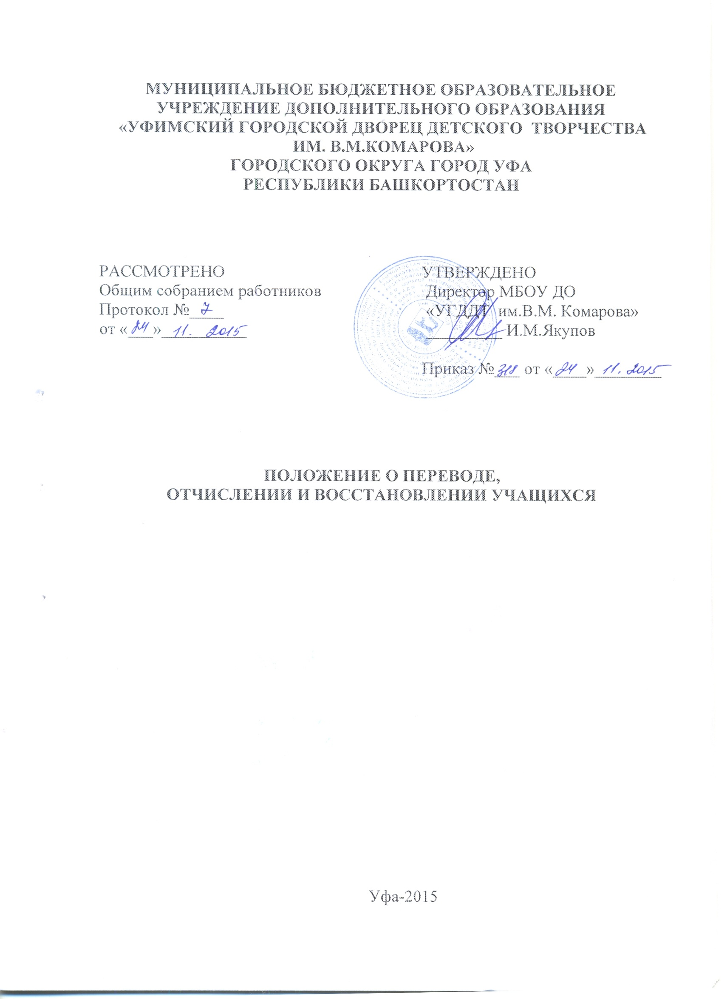 МУНИЦИПАЛЬНОЕ БЮДЖЕТНОЕ ОБРАЗОВАТЕЛЬНОЕ
УЧРЕЖДЕНИЕ ДОПОЛНИТЕЛЬНОГО ОБРАЗОВАНИЯ
«УФИМСКИЙ ГОРОДСКОЙ ДВОРЕЦ ДЕТСКОГО ТВОРЧЕСТВА
ИМ. В.М.КОМАРОВА»
ГОРОДСКОГО ОКРУГА ГОРОД УФА
РЕСПУБЛИКИ БАШКОРТОСТАН
РАССМОТРЕНО
Общим собранием работников
Протокол № 7
от «24» 11. 2015
УТВЕРЖДЕНО
Директор МБОУ ДО
«УГДДТ им.В.М. Комарова»
И.М.Якупов
Приказ № 318 от «24» 11. 2015
ПОЛОЖЕНИЕ О ПЕРЕВОДЕ,
ОТЧИСЛЕНИИ И ВОССТАНОВЛЕНИИ УЧАЩИХСЯ
Уфа-2015